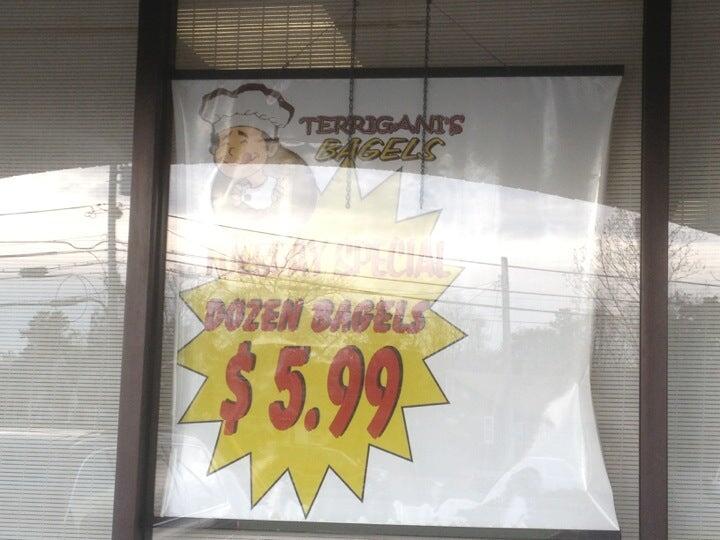 TERRIGANI'S
BAGELS
SPECIAL
DOZEN BAGELS
$5.99